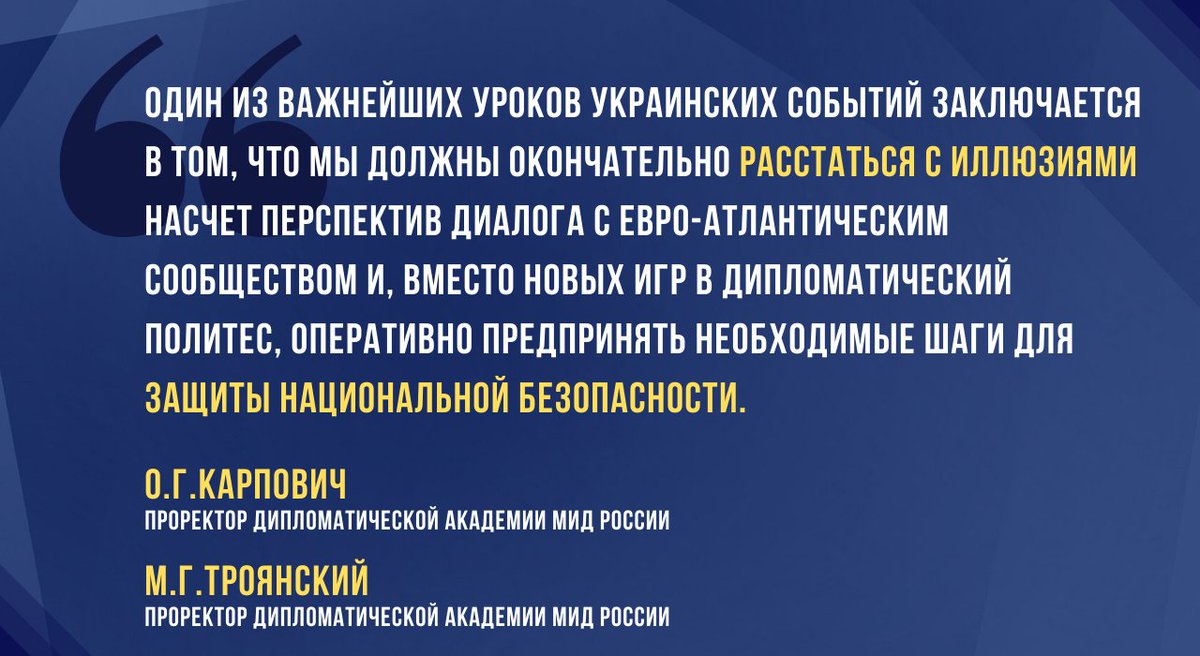 ОДИН ИЗ ВАЖНЕЙШИХ УРОКОВ УКРАИНСКИХ СОБЫТИЙ ЗАКЛЮЧАЕТСЯ
В ТОМ, ЧТО МЫ ДОЛЖНЫ ОКОНЧАТЕЛЬНО РАССТАТЬСЯ С ИЛЛЮЗИЯМИ
НАСЧЕТ ПЕРСПЕКТИВ ДИАЛОГА С ЕВРО-АТЛАНТИЧЕСКИМ
СООБЩЕСТВОМ И, ВМЕСТО НОВЫХ ИГР В ДИПЛОМАТИЧЕСКИЙ
ПОЛИТЕС, ОПЕРАТИВНО ПРЕДПРИНЯТЬ НЕОБХОДИМЫЕ ШАГИ ДЛЯ
ЗАЩИТЫ НАЦИОНАЛЬНОЙ БЕЗОПАСНОСТИ.
О.Г.КАРПОВИЧ
ПРОРЕКТОР ДИПЛОМАТИЧЕСКОЙ АКАДЕМИИ МИД РОССИИ
М.Г.ТРОЯНСКИЙ
ПРОРЕКТОР ДИПЛОМАТИЧЕСКОЙ АКАДЕМИИ МИД РОССИИ